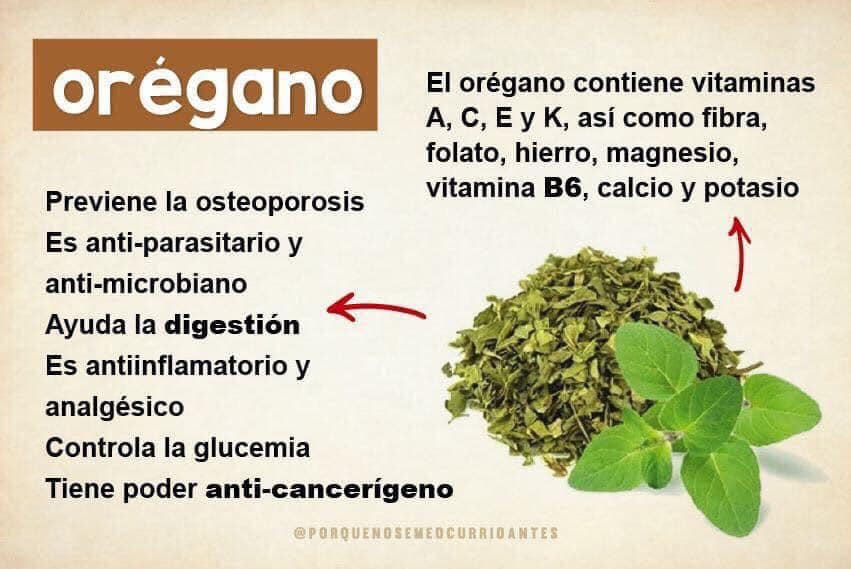 orégano
El orégano contiene vitaminas
A, C, E y K, así como fibra,
folato, hierro, magnesio,
vitamina B6, calcio y potasio
Previene la osteoporosis
Es anti-parasitario y
anti-microbiano
Ayuda la digestión
Es antiinflamatorio y
analgésico
Controla la glucemia
Tiene poder anti-cancerígeno
@PORQUENOSEMEOCURRIOANTES